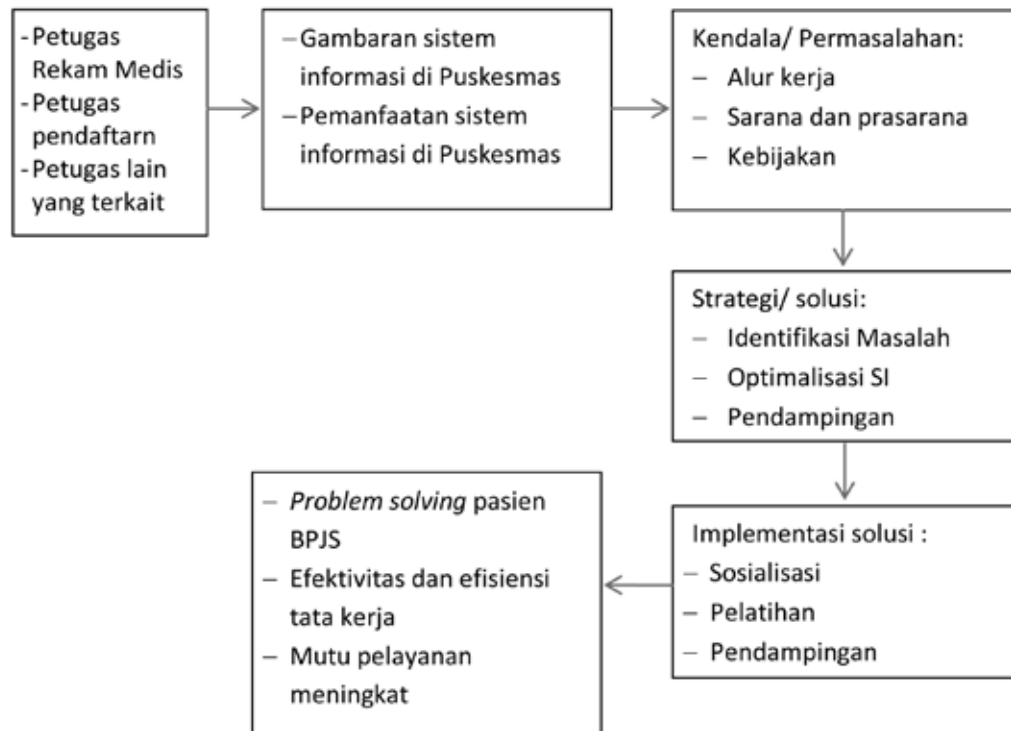 -Petugas
Rekam Medis
-Petugas
pendaftarn
-Petugas lain
yang terkait
–Gambaran sistem
informasi di Puskesmas
–Pemanfaatan sistem
informasi di Puskesmas
Kendala/ Permasalahan:
– Alur kerja
– Sarana dan prasarana
– Kebijakan
Strategi/ solusi:
– Identifikasi Masalah
– Optimalisasi SI
– Pendampingan
Implementasi solusi :
– Sosialisasi
– Pelatihan
– Pendampingan
– Problem solving pasien
BPJS
– Efektivitas dan efisiensi
tata kerja
– Mutu pelayanan
meningkat